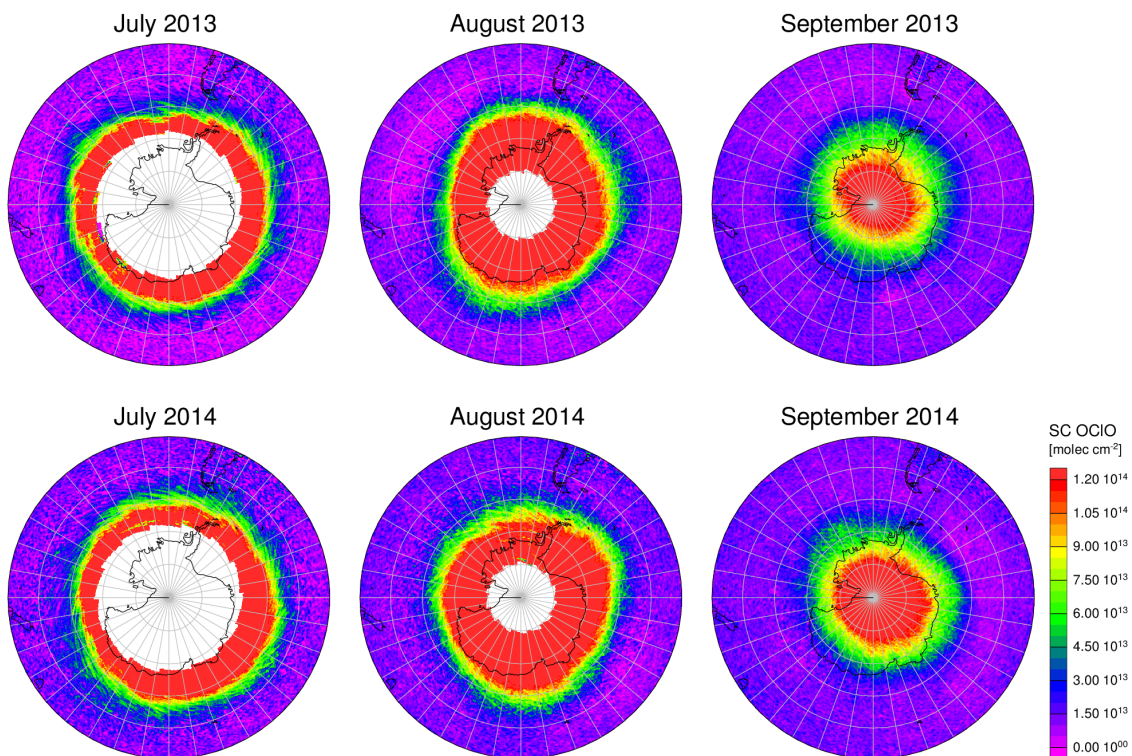 July 2013
August 2013
September 2013
July 2014
August 2014
September 2014
SC OClO
[molec cm⁻²]
1.20 10¹⁴
1.05 10¹⁴
9.00 10¹³
7.50 10¹³
6.00 10¹³
4.50 10¹³
3.00 10¹³
1.50 10¹³
0.00 10⁰⁰